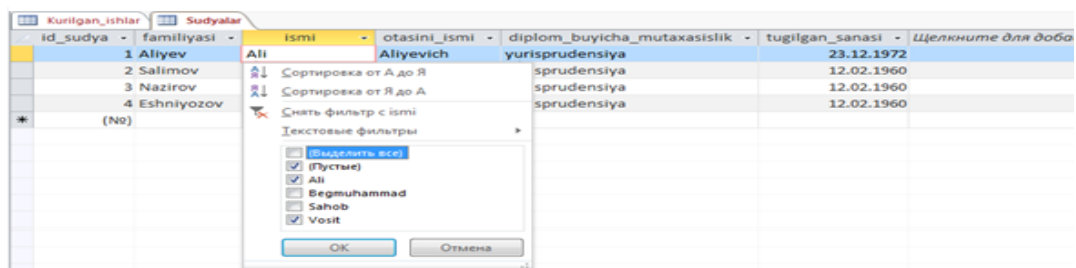 Kurilgan_ishlar Sudyalar
id_sudya familiyasi ismi otasini_ismi diplom_buyicha_mutaxasislik tugilgan_sanasi Щелкните для доба
1 Aliyev Ali Aliyevich yurisprudensiya 23.12.1972
2 Salimov sprudensiya 12.02.1960
3 Nazirov sprudensiya 12.02.1960
4 Eshniyozov sprudensiya 12.02.1960
(№)
Сортировка от А до Я
Сортировка от Я до А
Снять фильтр с ismi
Текстовые фильтры
(Выделить все)
(Пустые)
Ali
Begmuhammad
Sahob
Vosit
ОК Отмена